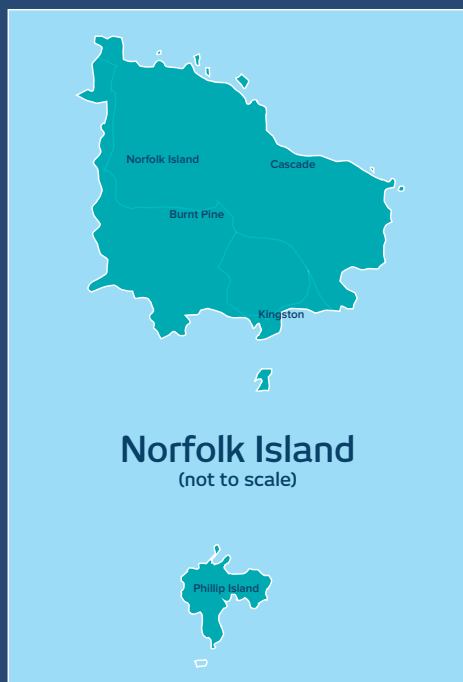 Norfolk Island
Cascade
Burnt Pine
Kingston
Norfolk Island
(not to scale)
Phillip Island